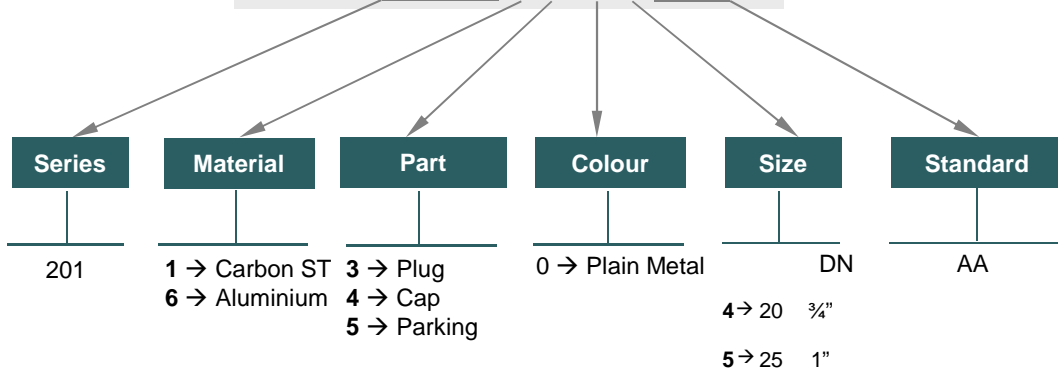 Series
Material
Part
Colour
Size
Standard
201
1 → Carbon ST
6 → Aluminium
3 → Plug
4 → Cap
5 → Parking
0 → Plain Metal
DN
4 → 20 ¾”
5 → 25 1”
AA